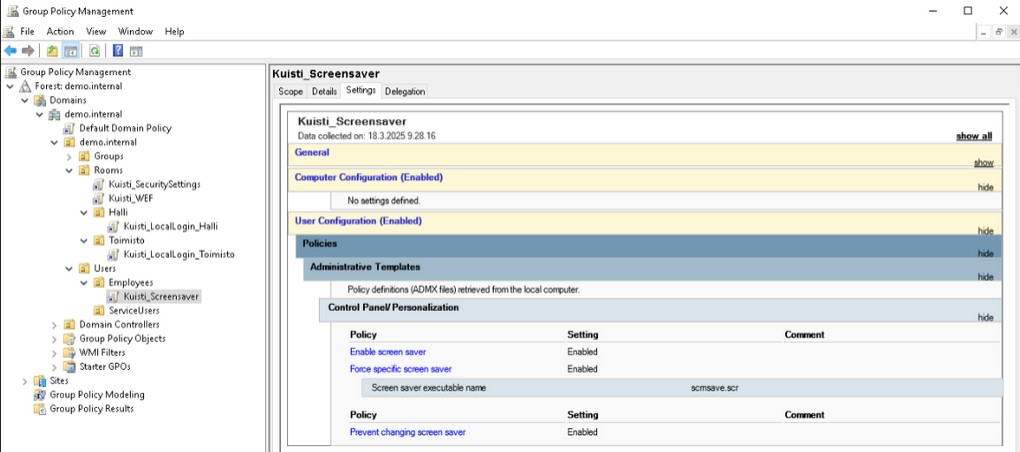 Group Policy Management
File Action View Window Help
Group Policy Management
Forest: demo.internal
Domains
demo.internal
Default Domain Policy
demo.internal
Groups
Rooms
Kuisti_SecuritySettings
Kuisti_WEF
Halli
Kuisti_LocalLogin_Halli
Toimisto
Kuisti_LocalLogin_Toimisto
Users
Employees
Kuisti_Screensaver
ServiceUsers
Domain Controllers
Group Policy Objects
WMI Filters
Starter GPOs
Sites
Group Policy Modeling
Group Policy Results
Kuisti_Screensaver
Scope Details Settings Delegation
Kuisti_Screensaver
Data collected on: 18.3.2025 9.28.16 show all
General show
Computer Configuration (Enabled) hide
No settings defined.
User Configuration (Enabled) hide
Policies hide
Administrative Templates hide
Policy definitions (ADMX files) retrieved from the local computer.
Control Panel/Personalization hide
Policy Setting Comment
Enable screen saver Enabled
Force specific screen saver Enabled
Screen saver executable name scrnsave.scr
Policy Setting Comment
Prevent changing screen saver Enabled